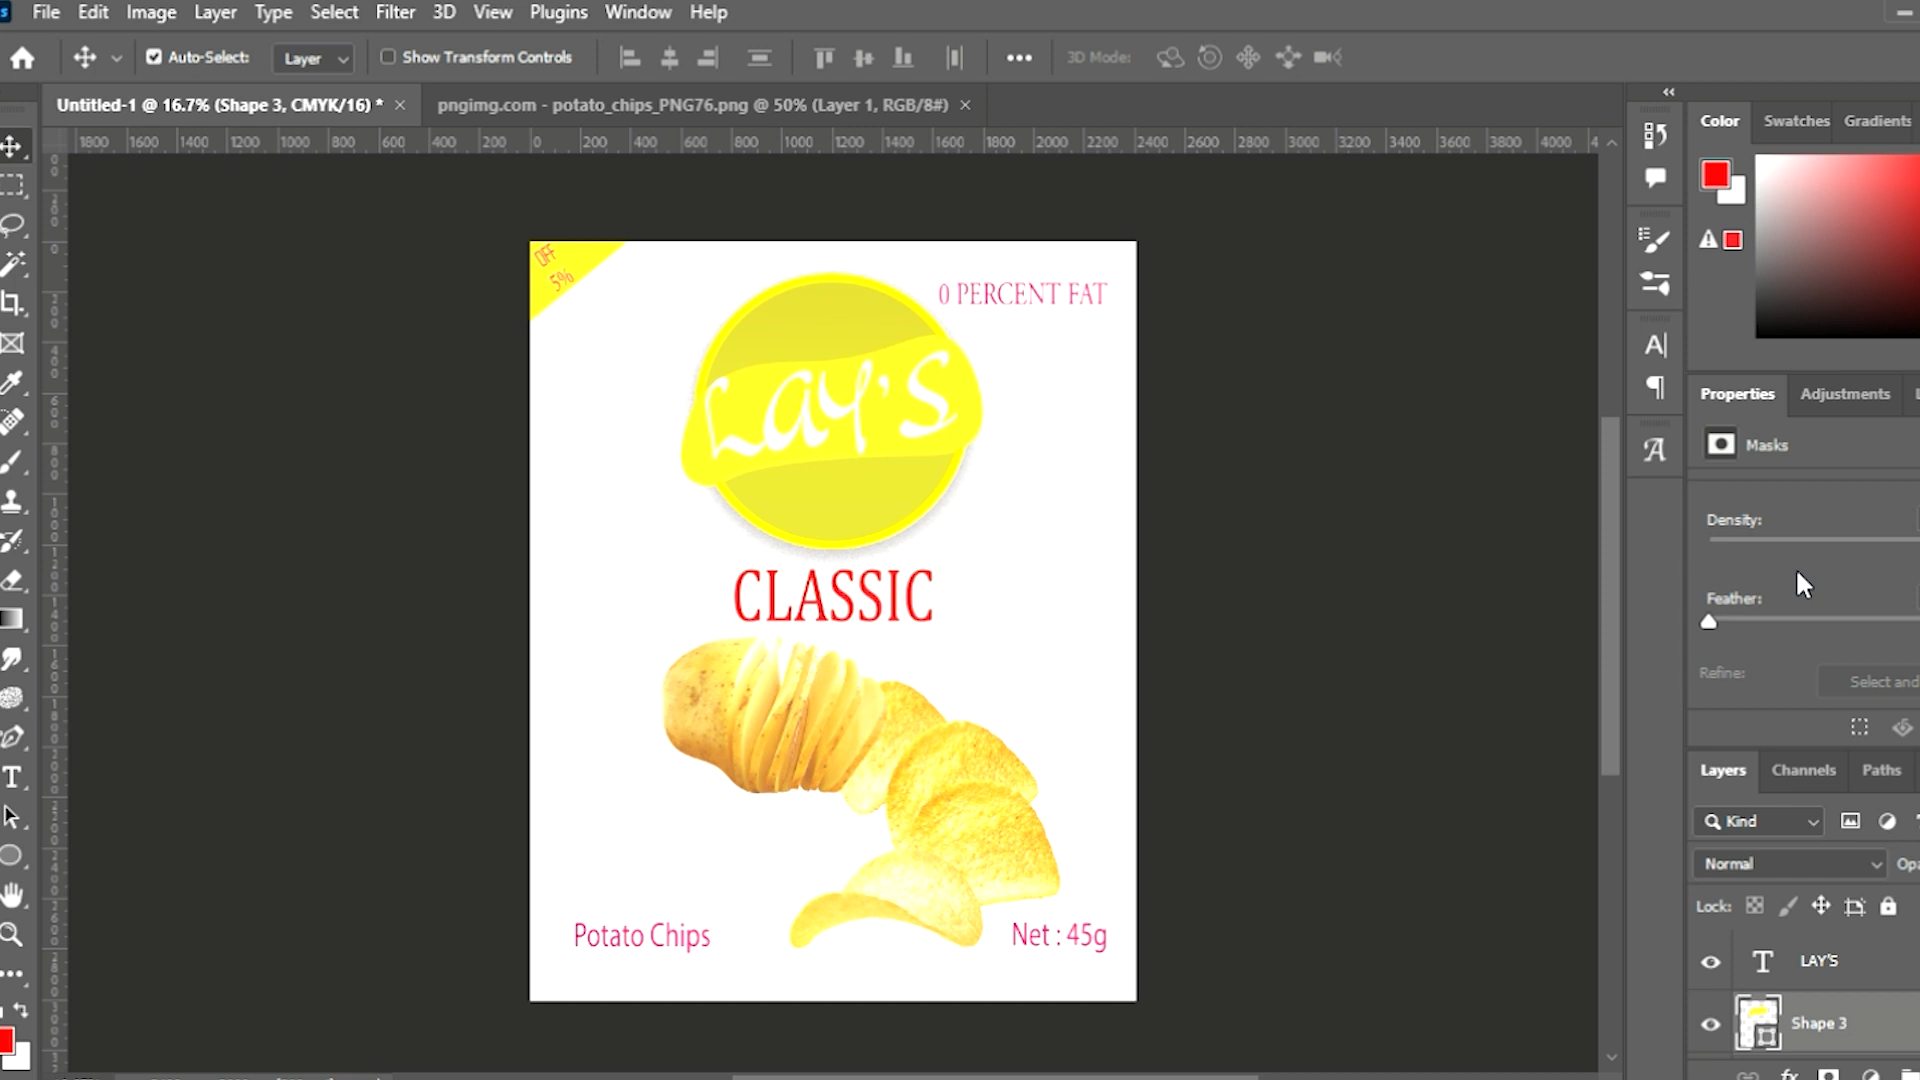 File Edit Image Layer Type Select Filter 3D View Plugins Window Help
Auto-Select: Layer Show Transform Controls 3D Mode:
Untitled-1 @ 16.7% (Shape 3, CMYK/16) * × pngimg.com - potato_chips_PNG76.png @ 50% (Layer 1, RGB/8#) ×
1800 1600 1400 1200 1000 800 600 400 200 0 200 400 600 800 1000 1200 1400 1600 1800 2000 2200 2400 2600 2800 3000 3200 3400 3600 3800 4000 4
Color Swatches Gradients
OFF
5%
0 PERCENT FAT
LAY'S
CLASSIC
Potato Chips
Net : 45g
Properties Adjustments
Masks
Density:
Feather:
Refine: Select and
Layers Channels Paths
Kind
Normal
Lock:
LAY'S
Shape 3